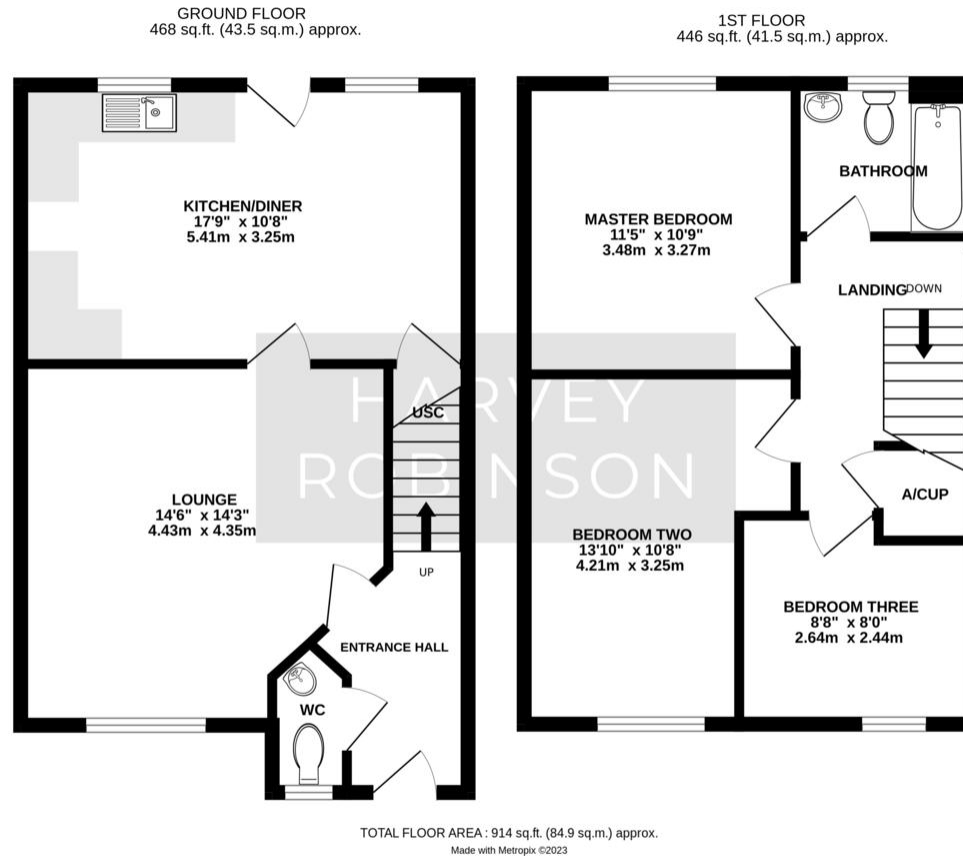 GROUND FLOOR
468 sq.ft. (43.5 sq.m.) approx.
1ST FLOOR
446 sq.ft. (41.5 sq.m.) approx.
KITCHEN/DINER
17'9" x 10'8"
5.41m x 3.25m
BATHROOM
MASTER BEDROOM
11'5" x 10'9"
3.48m x 3.27m
LANDING
DOWN
USC
HARVEY
ROBINSON
LOUNGE
14'6" x 14'3"
4.43m x 4.35m
A/CUP
BEDROOM TWO
13'10" x 10'8"
4.21m x 3.25m
UP
ENTRANCE HALL
BEDROOM THREE
8'8" x 8'0"
2.64m x 2.44m
WC
TOTAL FLOOR AREA : 914 sq.ft. (84.9 sq.m.) approx.
Made with Metropix ©2023